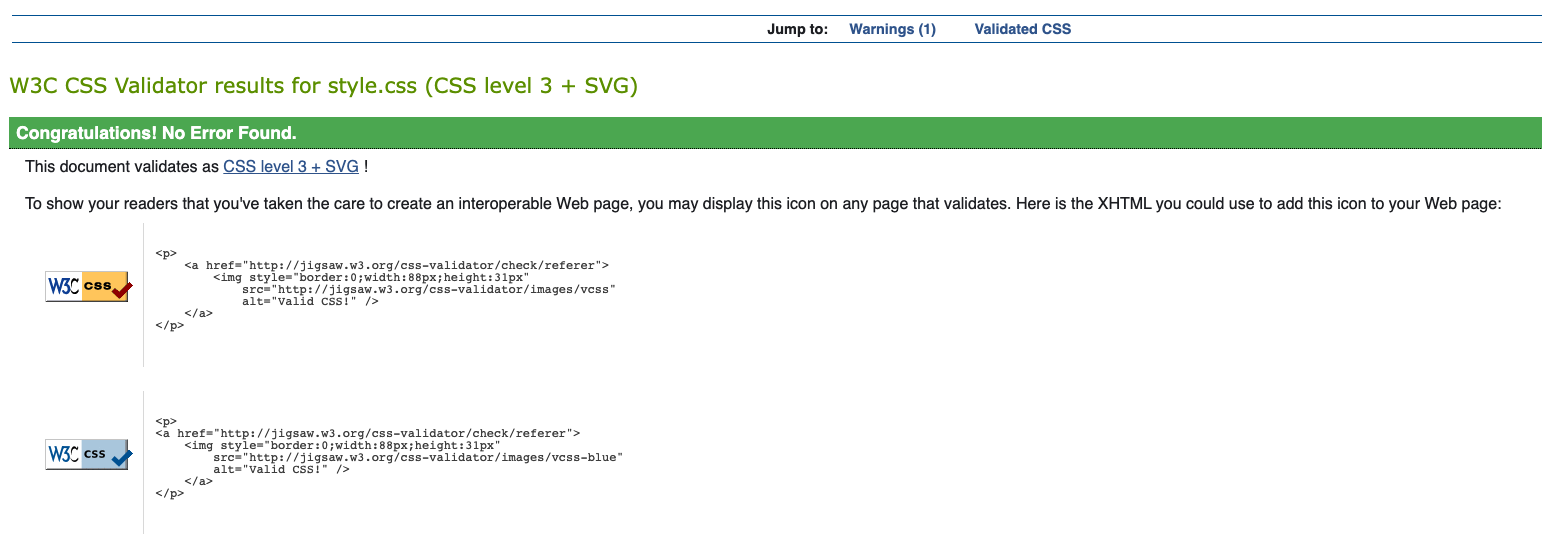 Jump to: Warnings (1) Validated CSS
W3C CSS Validator results for style.css (CSS level 3 + SVG)
Congratulations! No Error Found.
This document validates as CSS level 3 + SVG !
To show your readers that you've taken the care to create an interoperable Web page, you may display this icon on any page that validates. Here is the XHTML you could use to add this icon to your Web page:
W3C css
<p>
    <a href="http://jigsaw.w3.org/css-validator/check/referer">
        <img style="border:0;width:88px;height:31px"
            src="http://jigsaw.w3.org/css-validator/images/vcss"
            alt="Valid CSS!" />
    </a>
</p>
W3C css
<p>
<a href="http://jigsaw.w3.org/css-validator/check/referer">
    <img style="border:0;width:88px;height:31px"
        src="http://jigsaw.w3.org/css-validator/images/vcss-blue"
        alt="Valid CSS!" />
    </a>
</p>